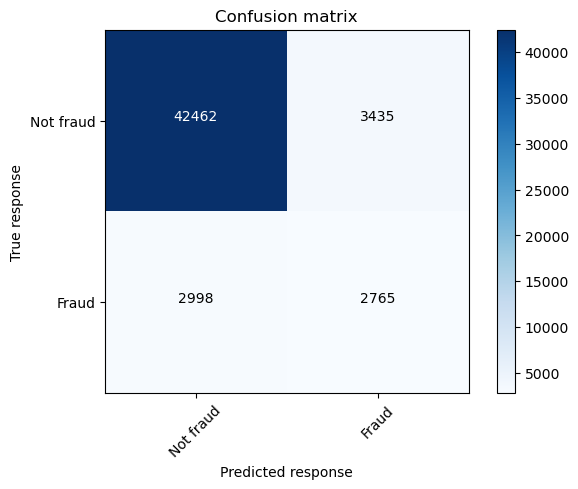 Confusion matrix
True response
Not fraud
Fraud
42462
3435
2998
2765
Not fraud
Fraud
Predicted response
40000
35000
30000
25000
20000
15000
10000
5000